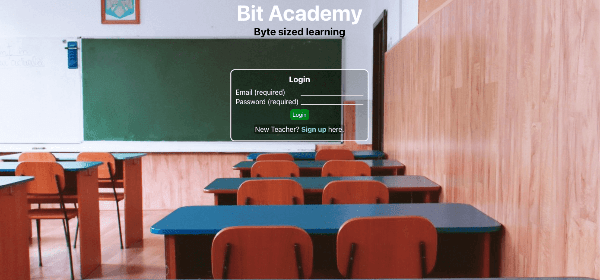 Bit Academy
Byte sized learning
Login
Email (required)
Password (required)
Login
New Teacher? Sign up here.